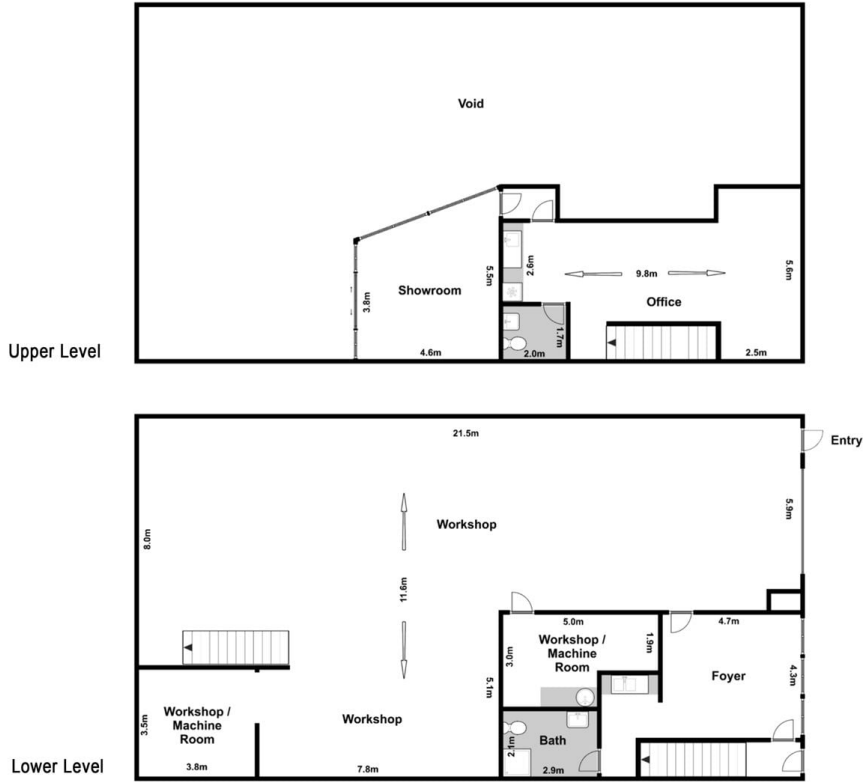 Void
Showroom
5.5m
3.8m
4.6m
2.6m
9.8m
5.6m
Office
1.7m
2.0m
2.5m
Upper Level
21.5m
Entry
8.0m
Workshop
5.9m
11.6m
5.0m
4.7m
Workshop /
Machine
Room
3.0m
1.9m
Foyer
4.3m
5.1m
3.5m
Workshop /
Machine
Room
3.8m
Workshop
7.8m
2.1m
Bath
2.9m
Lower Level